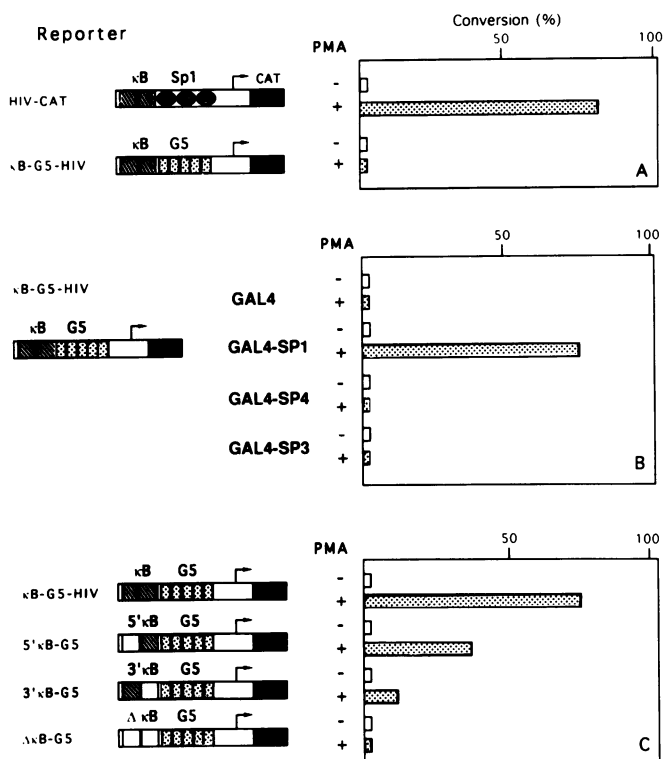 Reporter
Conversion (%)
PMA 50 100
κB Sp1 CAT
HIV-CAT
-
+
κB G5
κB-G5-HIV
-
+
A
PMA 50 100
κB-G5-HIV
κB G5
GAL4
-
+
GAL4-SP1
-
+
GAL4-SP4
-
+
GAL4-SP3
-
+
B
PMA 50 100
κB G5
κB-G5-HIV
-
+
5'κB G5
5'κB-G5
-
+
3'κB G5
3'κB-G5
-
+
Δ κB G5
ΔκB-G5
-
+
C